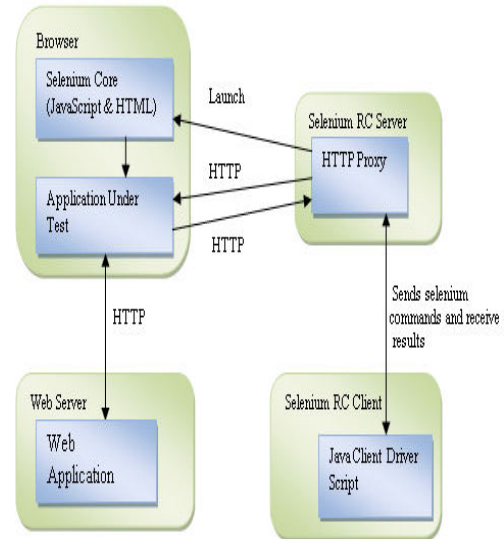 Browser
Selenium Core
(JavaScript & HTML)
Launch
Selenium RC Server
HTTP Proxy
HTTP
Application Under
Test
HTTP
HTTP
Sends selenium
commands and receive
results
Web Server
Web
Application
Selenium RC Client
Java Client Driver
Script